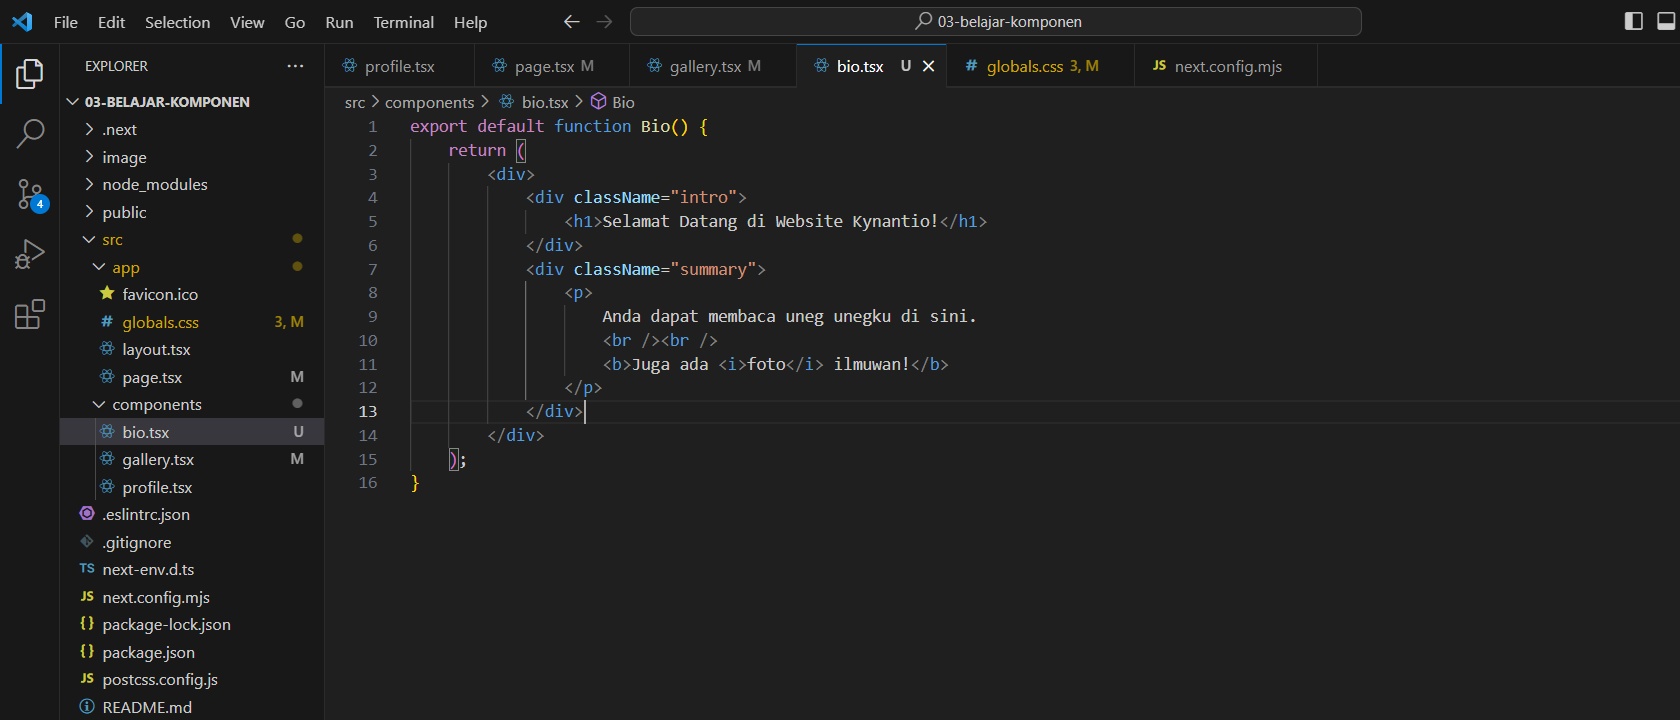 File Edit Selection View Go Run Terminal Help 03-belajar-komponen
EXPLORER
03-BELAJAR-KOMPONEN
.next
image
node_modules
public
src
app
favicon.ico
globals.css 3, M
layout.tsx
page.tsx M
components
bio.tsx U
gallery.tsx M
profile.tsx
.eslintrc.json
.gitignore
TS next-env.d.ts
JS next.config.mjs
{} package-lock.json
{} package.json
JS postcss.config.js
README.md
4
profile.tsx page.tsx M gallery.tsx M bio.tsx U # globals.css 3, M JS next.config.mjs
src > components > bio.tsx > Bio
1 export default function Bio() {
2 return (
3 <div>
4 <div className="intro">
5 <h1>Selamat Datang di Website Kynantio!</h1>
6 </div>
7 <div className="summary">
8 <p>
9 Anda dapat membaca uneg unegku di sini.
10 <br /><br />
11 <b>Juga ada <i>foto</i> ilmuwan!</b>
12 </p>
13 </div>
14 </div>
15 );
16 }